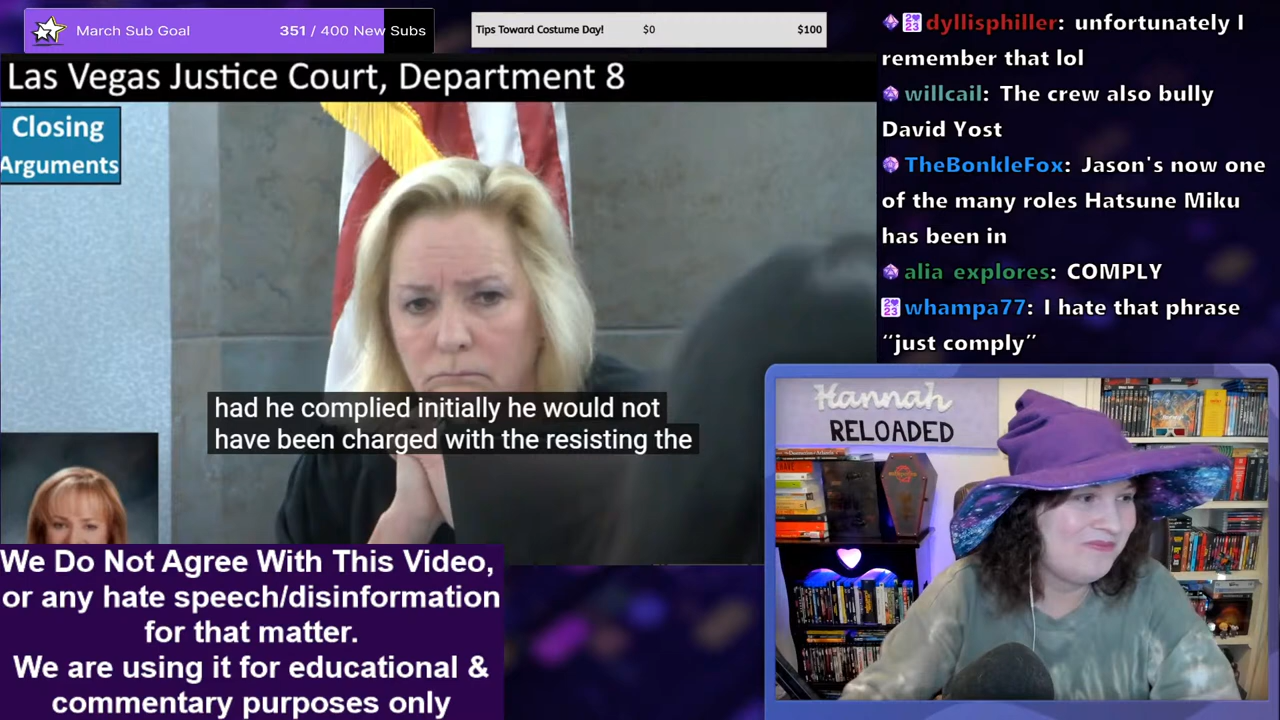 March Sub Goal 351 / 400 New Subs
Tips Toward Costume Day! $0 $100
Las Vegas Justice Court, Department 8
Closing
Arguments
had he complied initially he would not
have been charged with the resisting the
We Do Not Agree With This Video,
or any hate speech/disinformation
for that matter.
We are using it for educational &
commentary purposes only
dyllisphiller: unfortunately I
remember that lol
willcail: The crew also bully
David Yost
TheBonkleFox: Jason's now one
of the many roles Hatsune Miku
has been in
alia_explores: COMPLY
whampa77: I hate that phrase
“just comply”
Hannah
RELOADED